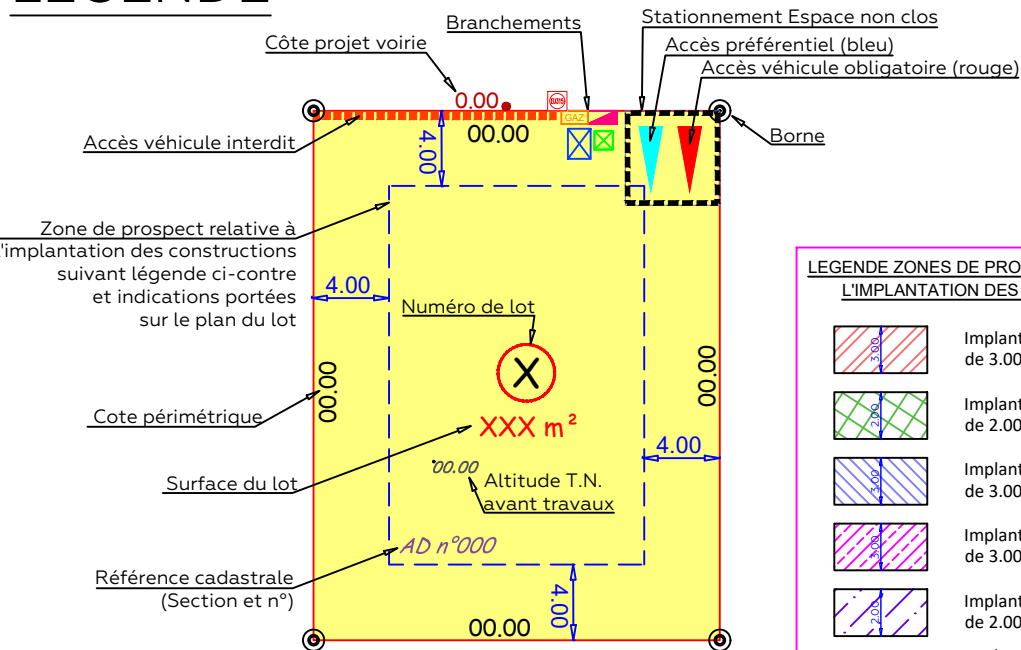 LEGENDE
Branchements
Stationnement Espace non clos
Côte projet voirie
Accès préférentiel (bleu)
Accès véhicule obligatoire (rouge)
0.00
GAZ
Accès véhicule interdit
4.00
00.00
Borne
Zone de prospect relative à
l'implantation des constructions
suivant légende ci-contre
et indications portées
sur le plan du lot
4.00
Numéro de lot
X
XXX m²
00.00
00.00
Cote périmétrique
4.00
00.00
Altitude T.N.
avant travaux
Surface du lot
AD n°000
Référence cadastrale
(Section et n°)
4.00
00.00
LEGENDE ZONES DE PRO
L'IMPLANTATION DES
3.00
Implant
de 3.00
2.00
Implant
de 2.00
3.00
Implant
de 3.00
3.00
Implant
de 3.00
2.00
Implant
de 2.00